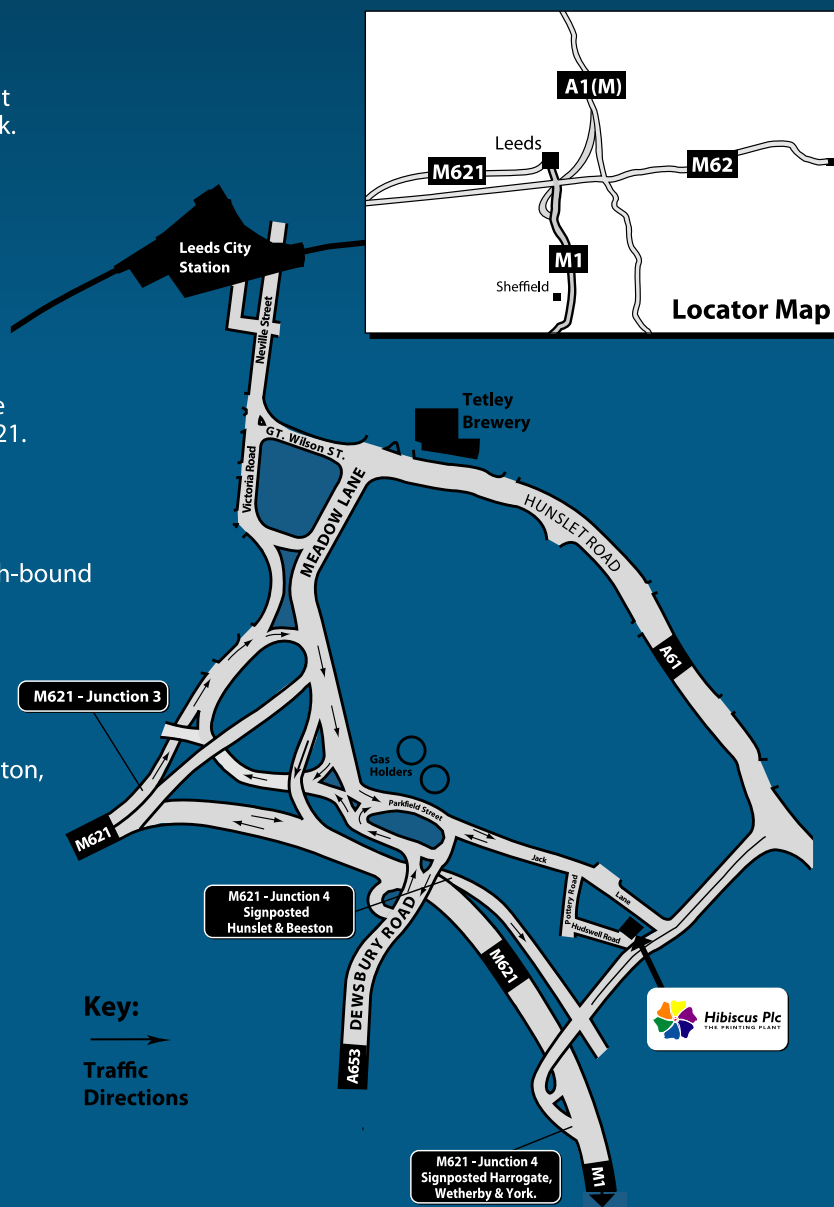 t
k.
e
21.
h-bound
ton,
A1(M)
Leeds
M621
M62
M1
Sheffield
Locator Map
Leeds City
Station
Neville Street
Tetley
Brewery
GT. Wilson ST.
Victoria Road
MEADOW LANE
HUNSLET ROAD
A61
M621 - Junction 3
Gas
Holders
Parkfield Street
M621
Jack
Lane
Pottery Road
Hudswell Road
M621 - Junction 4
Signposted
Hunslet & Beeston
DEWSBURY ROAD
M621
A653
Hibiscus Plc
THE PRINTING PLANT
Key:
Traffic
Directions
M621 - Junction 4
Signposted Harrogate,
Wetherby & York.
M1